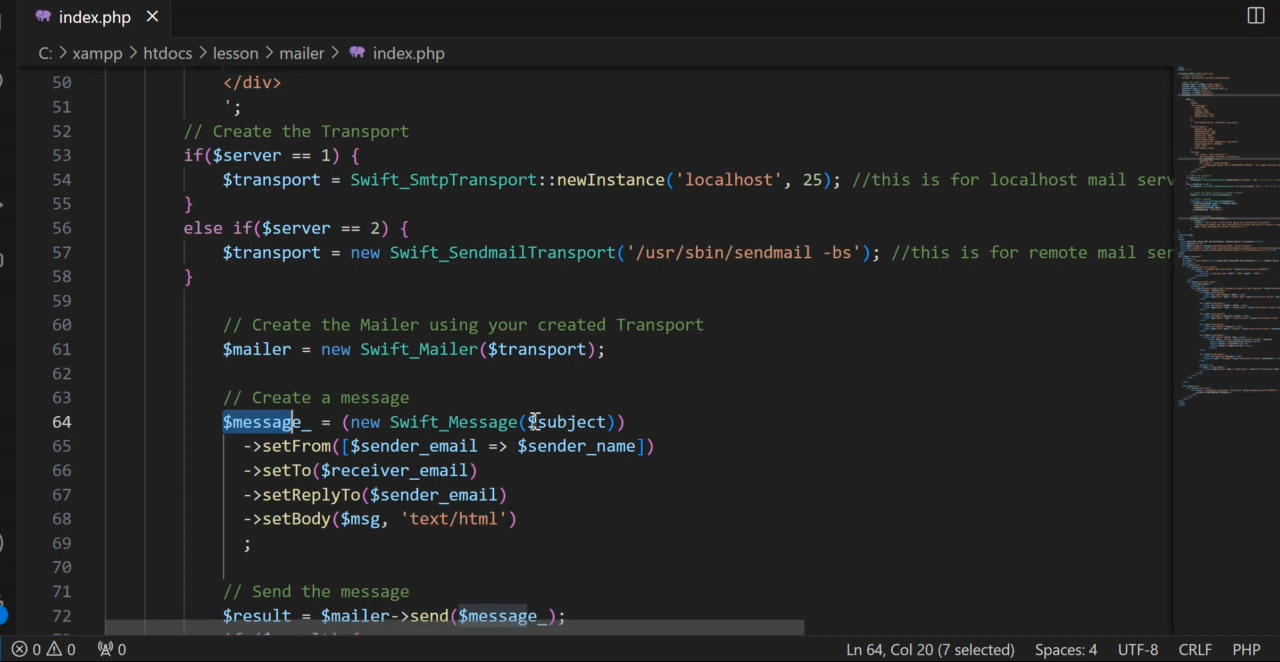 index.php
C: > xampp > htdocs > lesson > mailer > index.php
50 </div>
51 ';
52 // Create the Transport
53 if($server == 1) {
54 $transport = Swift_SmtpTransport::newInstance('localhost', 25); //this is for localhost mail serv
55 }
56 else if($server == 2) {
57 $transport = new Swift_SendmailTransport('/usr/sbin/sendmail -bs'); //this is for remote mail ser
58 }
59
60 // Create the Mailer using your created Transport
61 $mailer = new Swift_Mailer($transport);
62
63 // Create a message
64 $message_ = (new Swift_Message($subject))
65 ->setFrom([$sender_email => $sender_name])
66 ->setTo($receiver_email)
67 ->setReplyTo($sender_email)
68 ->setBody($msg, 'text/html')
69 ;
70
71 // Send the message
72 $result = $mailer->send($message_);
0 0 0 Ln 64, Col 20 (7 selected) Spaces: 4 UTF-8 CRLF PHP